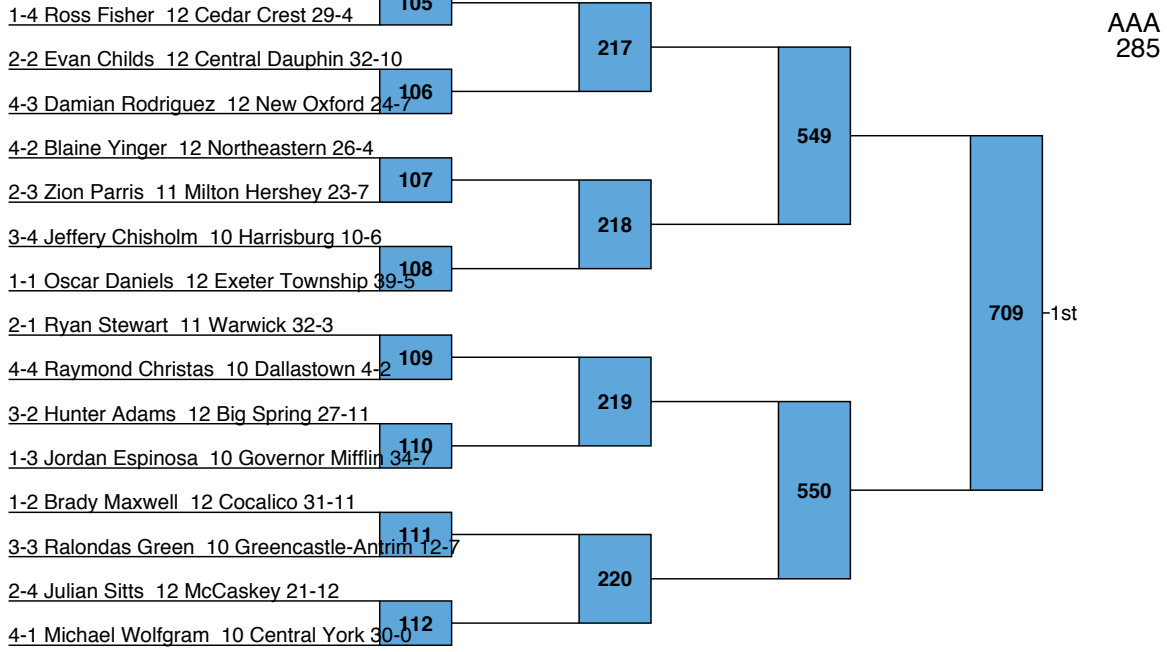 105
1-4 Ross Fisher 12 Cedar Crest 29-4
AAA
285
217
2-2 Evan Childs 12 Central Dauphin 32-10
106
4-3 Damian Rodriguez 12 New Oxford 24-7
549
4-2 Blaine Yinger 12 Northeastern 26-4
107
2-3 Zion Parris 11 Milton Hershey 23-7
218
3-4 Jeffery Chisholm 10 Harrisburg 10-6
108
1-1 Oscar Daniels 12 Exeter Township 39-5
709
1st
2-1 Ryan Stewart 11 Warwick 32-3
109
4-4 Raymond Christas 10 Dallastown 4-2
219
3-2 Hunter Adams 12 Big Spring 27-11
110
1-3 Jordan Espinosa 10 Governor Mifflin 34-7
550
1-2 Brady Maxwell 12 Cocalico 31-11
111
3-3 Ralondas Green 10 Greencastle-Antrim 12-7
220
2-4 Julian Sitts 12 McCaskey 21-12
112
4-1 Michael Wolfgram 10 Central York 30-0